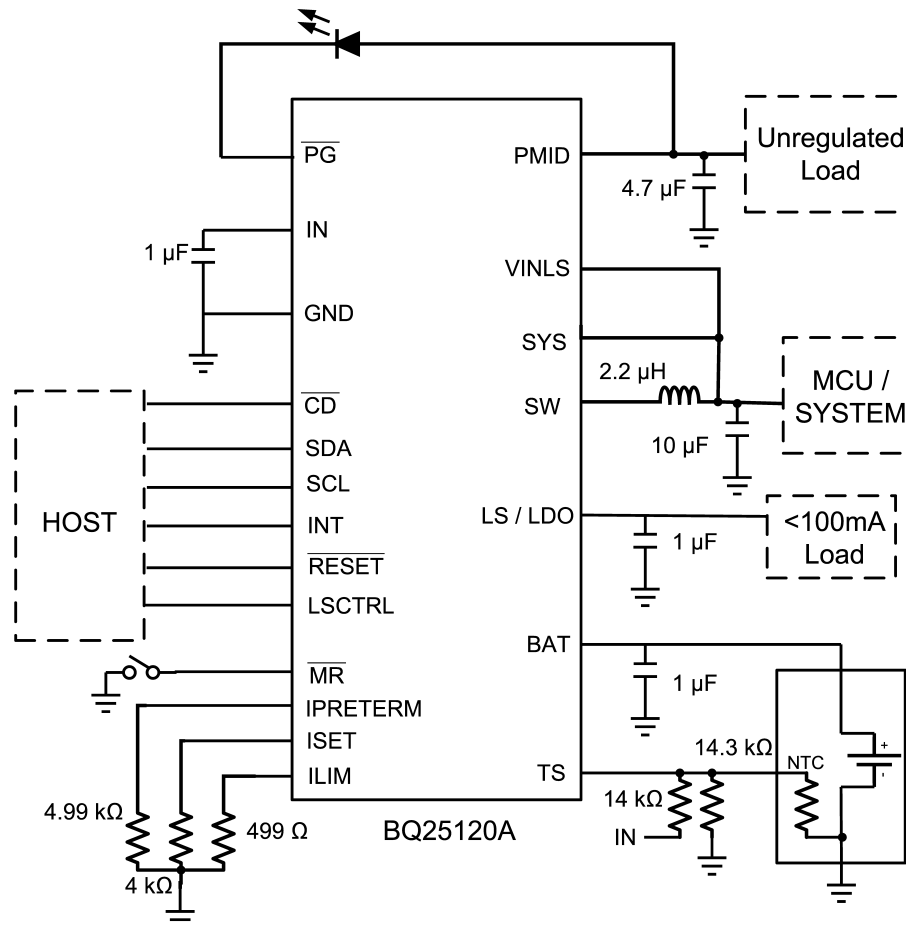 PG
PMID
Unregulated
Load
4.7 µF
IN
1 µF
VINLS
GND
SYS
2.2 µH
MCU /
SYSTEM
CD
SW
10 µF
SDA
SCL
HOST
INT
LS / LDO
<100mA
Load
1 µF
RESET
LSCTRL
BAT
MR
1 µF
IPRETERM
ISET
14.3 kΩ
NTC
+
-
ILIM
TS
4.99 kΩ
499 Ω
14 kΩ
IN
BQ25120A
4 kΩ